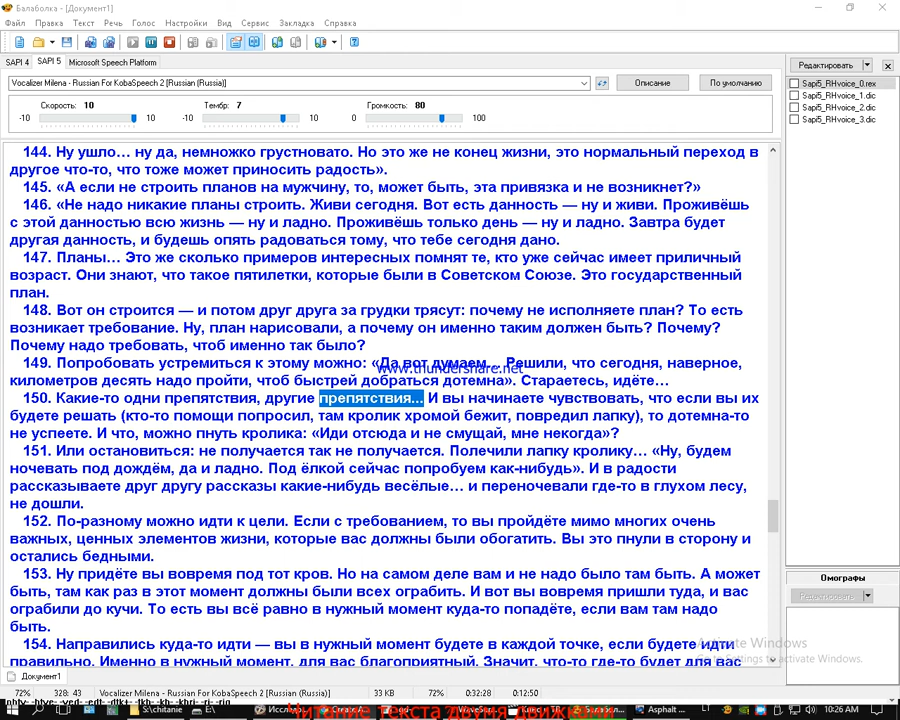 Балаболка - [Документ1]
Файл Правка Текст Речь Голос Настройки Вид Сервис Закладка Справка
SAPI 4 SAPI 5 Microsoft Speech Platform
Редактировать
Vocalizer Milena - Russian For KobaSpeech 2 [Russian (Russia)]
Описание
По умолчанию
Скорость: 10
Тембр: 7
Громкость: 80
-10 10 -10 10 0 100
Sapi5_RHvoice_0.rex
Sapi5_RHvoice_1.dic
Sapi5_RHvoice_2.dic
Sapi5_RHvoice_3.dic
144. Ну ушло… ну да, немножко грустновато. Но это же не конец жизни, это нормальный переход в
другое что-то, что тоже может приносить радость».
145. «А если не строить планов на мужчину, то, может быть, эта привязка и не возникнет?»
146. «Не надо никакие планы строить. Живи сегодня. Вот есть данность — ну и живи. Проживёшь
с этой данностью всю жизнь — ну и ладно. Проживёшь только день — ну и ладно. Завтра будет
другая данность, и будешь опять радоваться тому, что тебе сегодня дано.
147. Планы… Это же сколько примеров интересных помнят те, кто уже сейчас имеет приличный
возраст. Они знают, что такое пятилетки, которые были в Советском Союзе. Это государственный
план.
148. Вот он строится — и потом друг друга за грудки трясут: почему не исполняете план? То есть
возникает требование. Ну, план нарисовали, а почему он именно таким должен быть? Почему?
Почему надо требовать, чтоб именно так было?
149. Попробовать устремиться к этому можно: «Да вот думаем… Решили, что сегодня, наверное,
www.thundershare.net
километров десять надо пройти, чтоб быстрей добраться дотемна». Стараетесь, идёте…
150. Какие-то одни препятствия, другие препятствия... И вы начинаете чувствовать, что если вы их
будете решать (кто-то помощи попросил, там кролик хромой бежит, повредил лапку), то дотемна-то
не успеете. И что, можно пнуть кролика: «Иди отсюда и не смущай, мне некогда»?
151. Или остановиться: не получается так не получается. Полечили лапку кролику… «Ну, будем
ночевать под дождём, да и ладно. Под ёлкой сейчас попробуем как-нибудь». И в радости
рассказываете друг другу рассказы какие-нибудь весёлые… и переночевали где-то в глухом лесу,
не дошли.
152. По-разному можно идти к цели. Если с требованием, то вы пройдёте мимо многих очень
важных, ценных элементов жизни, которые вас должны были обогатить. Вы это пнули в сторону и
остались бедными.
153. Ну придёте вы вовремя под тот кров. Но на самом деле вам и не надо было там быть. А может
быть, там как раз в этот момент должны были всех ограбить. И вот вы вовремя пришли туда, и вас
ограбили до кучи. То есть вы всё равно в нужный момент куда-то попадёте, если вам там надо
быть.
154. Направились куда-то идти — вы в нужный момент будете в каждой точке, если будете идти
правильно. Именно в нужный момент, для вас благоприятный. Значит, что-то где-то будет для вас
Омографы
Редактировать
Activate Windows
Go to Settings to activate Windows.
Документ1
72% 328: 43 Vocalizer Milena - Russian For KobaSpeech 2 [Russian (Russia)] 33 KB 72% 0:32:28 0:12:50
S:\chitanie
E:\
Asphalt ...
LT
10:26 AM
Читание текста двумя движками